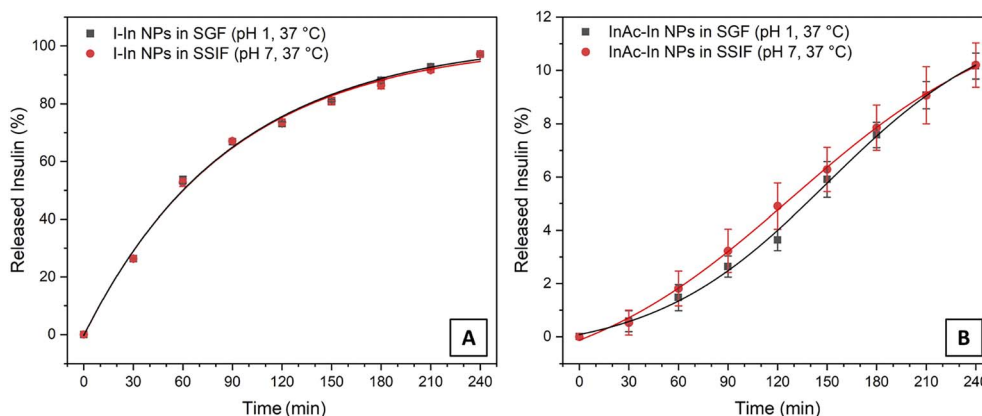 I-In NPs in SGF (pH 1, 37 °C)
I-In NPs in SSIF (pH 7, 37 °C)
100
80
60
40
20
0
Released Insulin (%)
0 30 60 90 120 150 180 210 240
Time (min)
A
InAc-In NPs in SGF (pH 1, 37 °C)
InAc-In NPs in SSIF (pH 7, 37 °C)
12
10
8
6
4
2
0
Released Insulin (%)
0 30 60 90 120 150 180 210 240
Time (min)
B